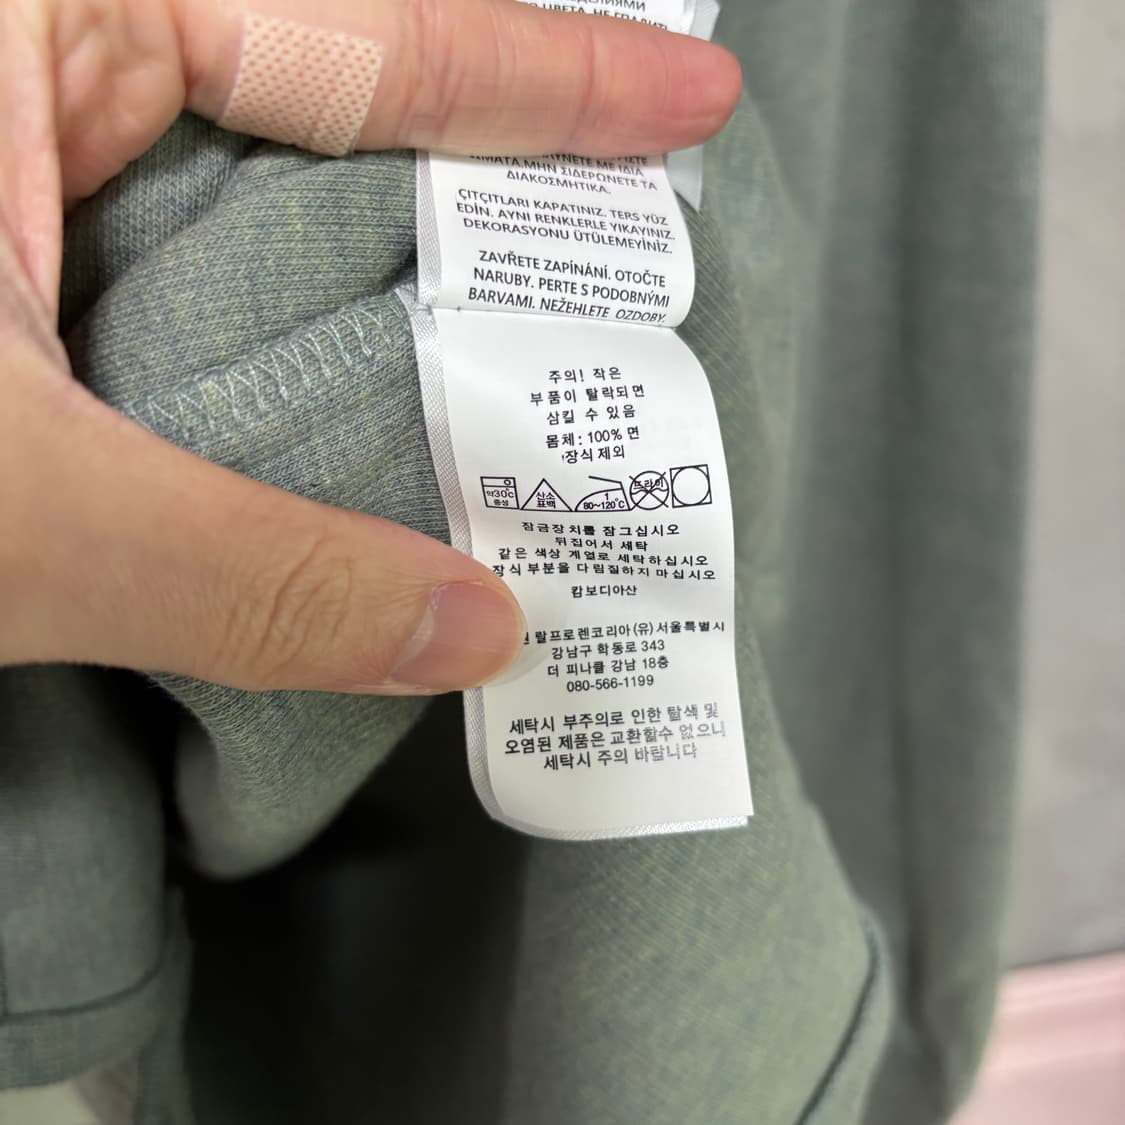 ЦВЕТА. НЕ ГЛАДИТЬ
ΜΕ ΙΔΙΑ
ΜΗΝ ΣΙΔΕΡΩΝΕΤΕ ΤΑ
ΔΙΑΚΟΣΜΗΤΙΚΑ.
ÇITÇITLARI KAPATINIZ. TERS YÜZ
EDİN. AYNI RENKLERLE YIKAYINIZ.
DEKORASYONU ÜTÜLEMEYİNİZ.
ZAVŘETE ZAPÍNÁNÍ. OTOČTE
NARUBY. PERTE S PODOBNÝMI
BARVAMI. NEŽEHLETE OZDOBY.
주의! 작은
부품이 탈락되면
삼킬 수 있음
몸체: 100% 면
장식 제외
약30℃ 중성
산소 표백
1 80~120℃
드라이
잠금장치를 잠그십시오
뒤집어서 세탁
같은 색상 계열로 세탁하십시오
장식 부분을 다림질하지 마십시오
캄보디아산
랄프로렌코리아(유) 서울특별시
강남구 학동로 343
더 피나클 강남 18층
080-566-1199
세탁시 부주의로 인한 탈색 및
오염된 제품은 교환할수 없으니
세탁시 주의 바랍니다